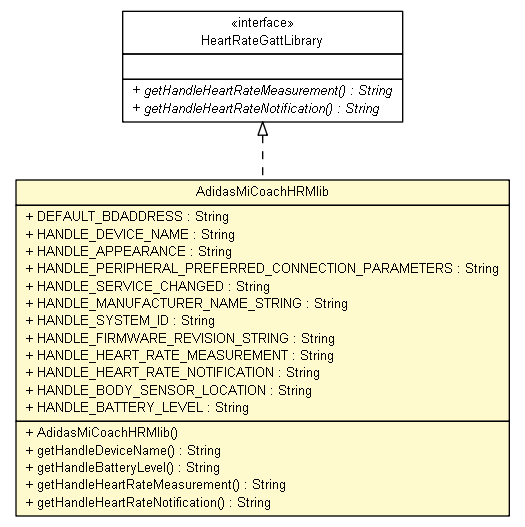 «interface»
HeartRateGattLibrary
+ getHandleHeartRateMeasurement() : String
+ getHandleHeartRateNotification() : String
AdidasMiCoachHRMlib
+ DEFAULT_BDADDRESS : String
+ HANDLE_DEVICE_NAME : String
+ HANDLE_APPEARANCE : String
+ HANDLE_PERIPHERAL_PREFERRED_CONNECTION_PARAMETERS : String
+ HANDLE_SERVICE_CHANGED : String
+ HANDLE_MANUFACTURER_NAME_STRING : String
+ HANDLE_SYSTEM_ID : String
+ HANDLE_FIRMWARE_REVISION_STRING : String
+ HANDLE_HEART_RATE_MEASUREMENT : String
+ HANDLE_HEART_RATE_NOTIFICATION : String
+ HANDLE_BODY_SENSOR_LOCATION : String
+ HANDLE_BATTERY_LEVEL : String
+ AdidasMiCoachHRMlib()
+ getHandleDeviceName() : String
+ getHandleBatteryLevel() : String
+ getHandleHeartRateMeasurement() : String
+ getHandleHeartRateNotification() : String